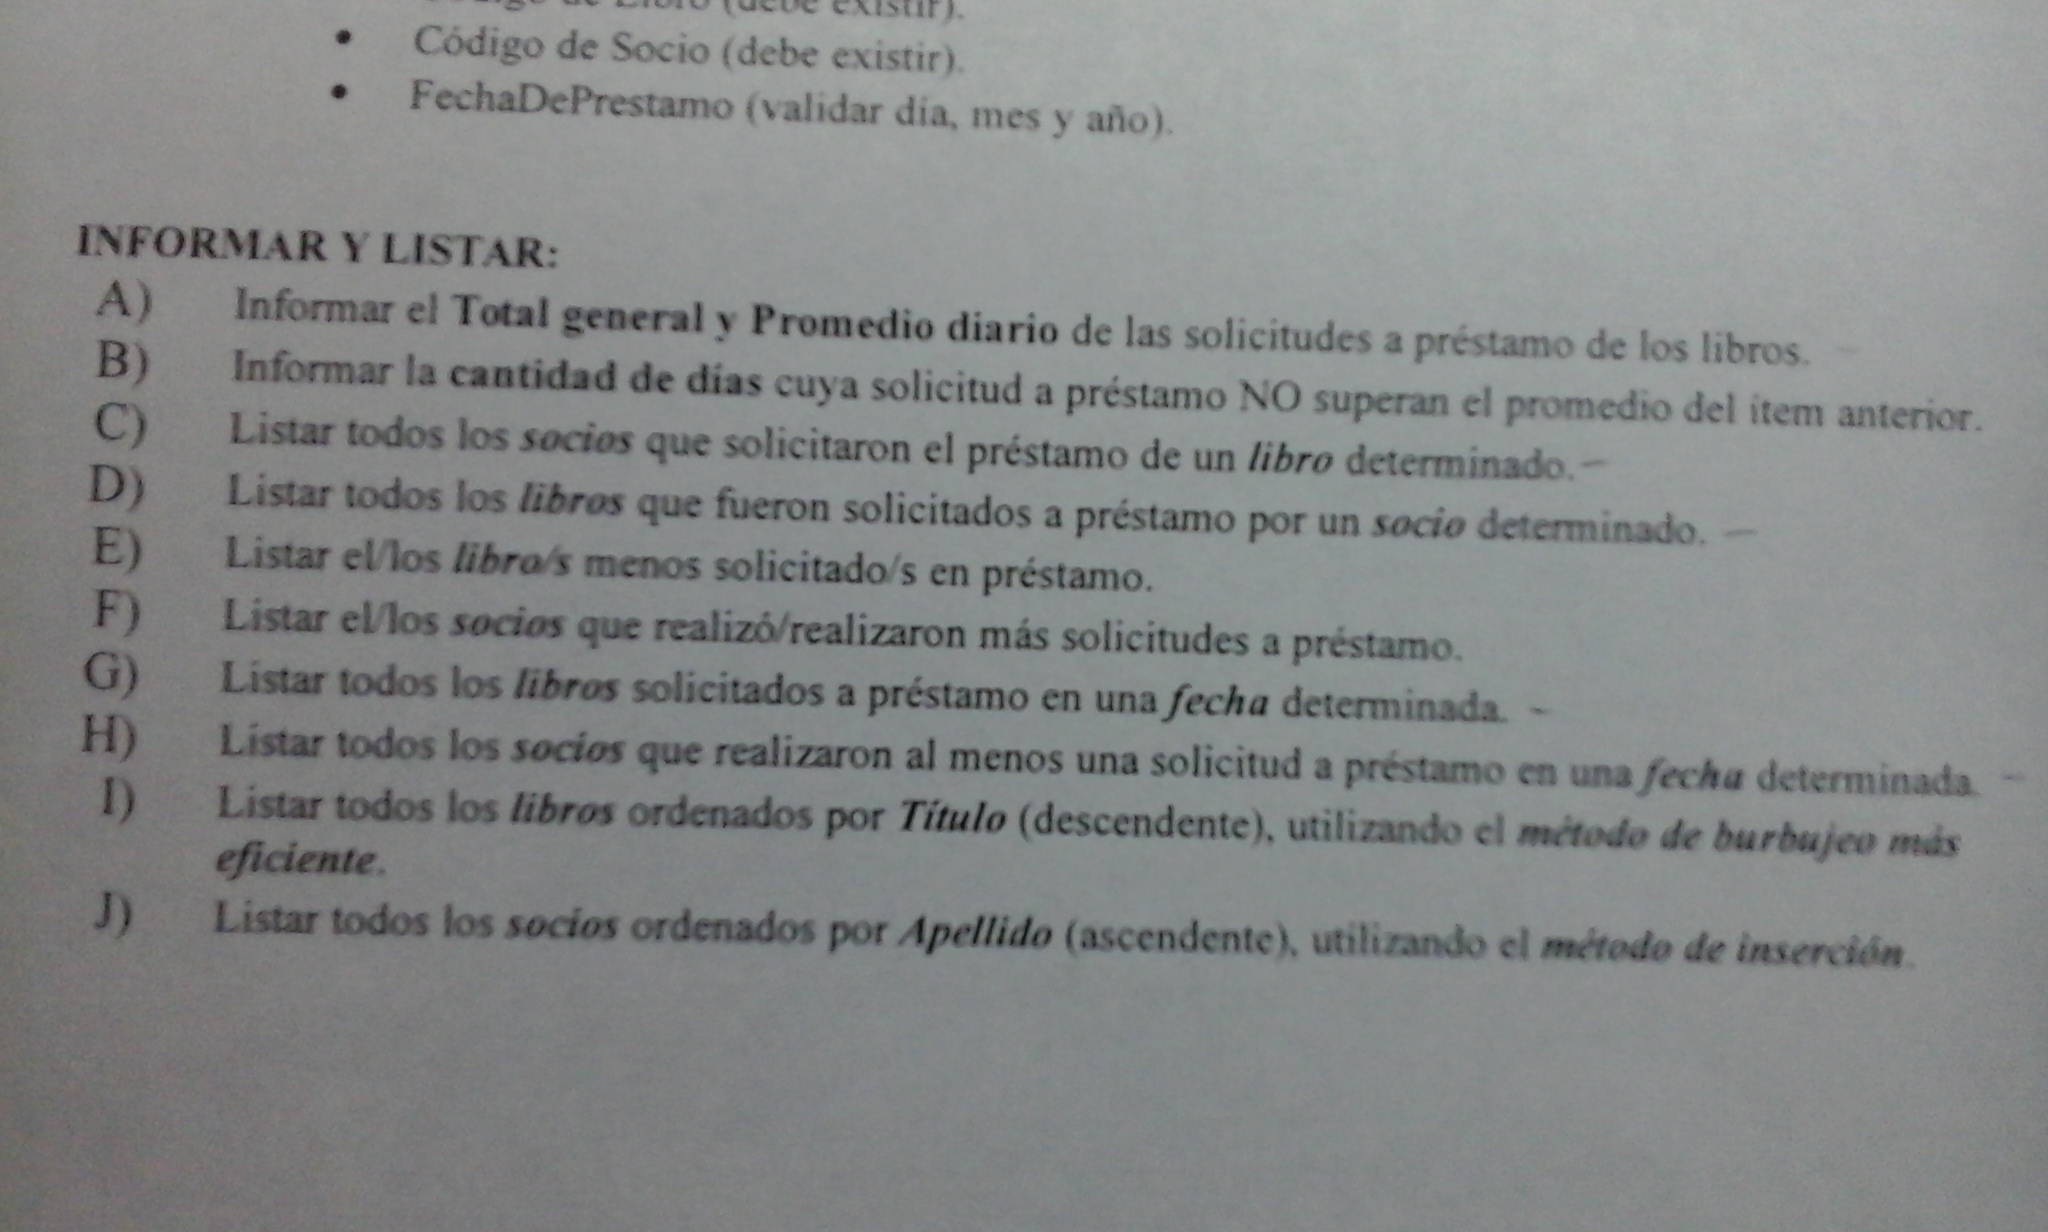 Código de Libro (debe existir).
• Código de Socio (debe existir).
• FechaDePrestamo (validar día, mes y año).
INFORMAR Y LISTAR:
A) Informar el Total general y Promedio diario de las solicitudes a préstamo de los libros.
B) Informar la cantidad de días cuya solicitud a préstamo NO superan el promedio del ítem anterior.
C) Listar todos los socios que solicitaron el préstamo de un libro determinado.
D) Listar todos los libros que fueron solicitados a préstamo por un socio determinado.
E) Listar el/los libro/s menos solicitado/s en préstamo.
F) Listar el/los socios que realizó/realizaron más solicitudes a préstamo.
G) Listar todos los libros solicitados a préstamo en una fecha determinada.
H) Listar todos los socios que realizaron al menos una solicitud a préstamo en una fecha determinada.
I) Listar todos los libros ordenados por Título (descendente), utilizando el método de burbujeo más
eficiente.
J) Listar todos los socios ordenados por Apellido (ascendente), utilizando el método de inserción.